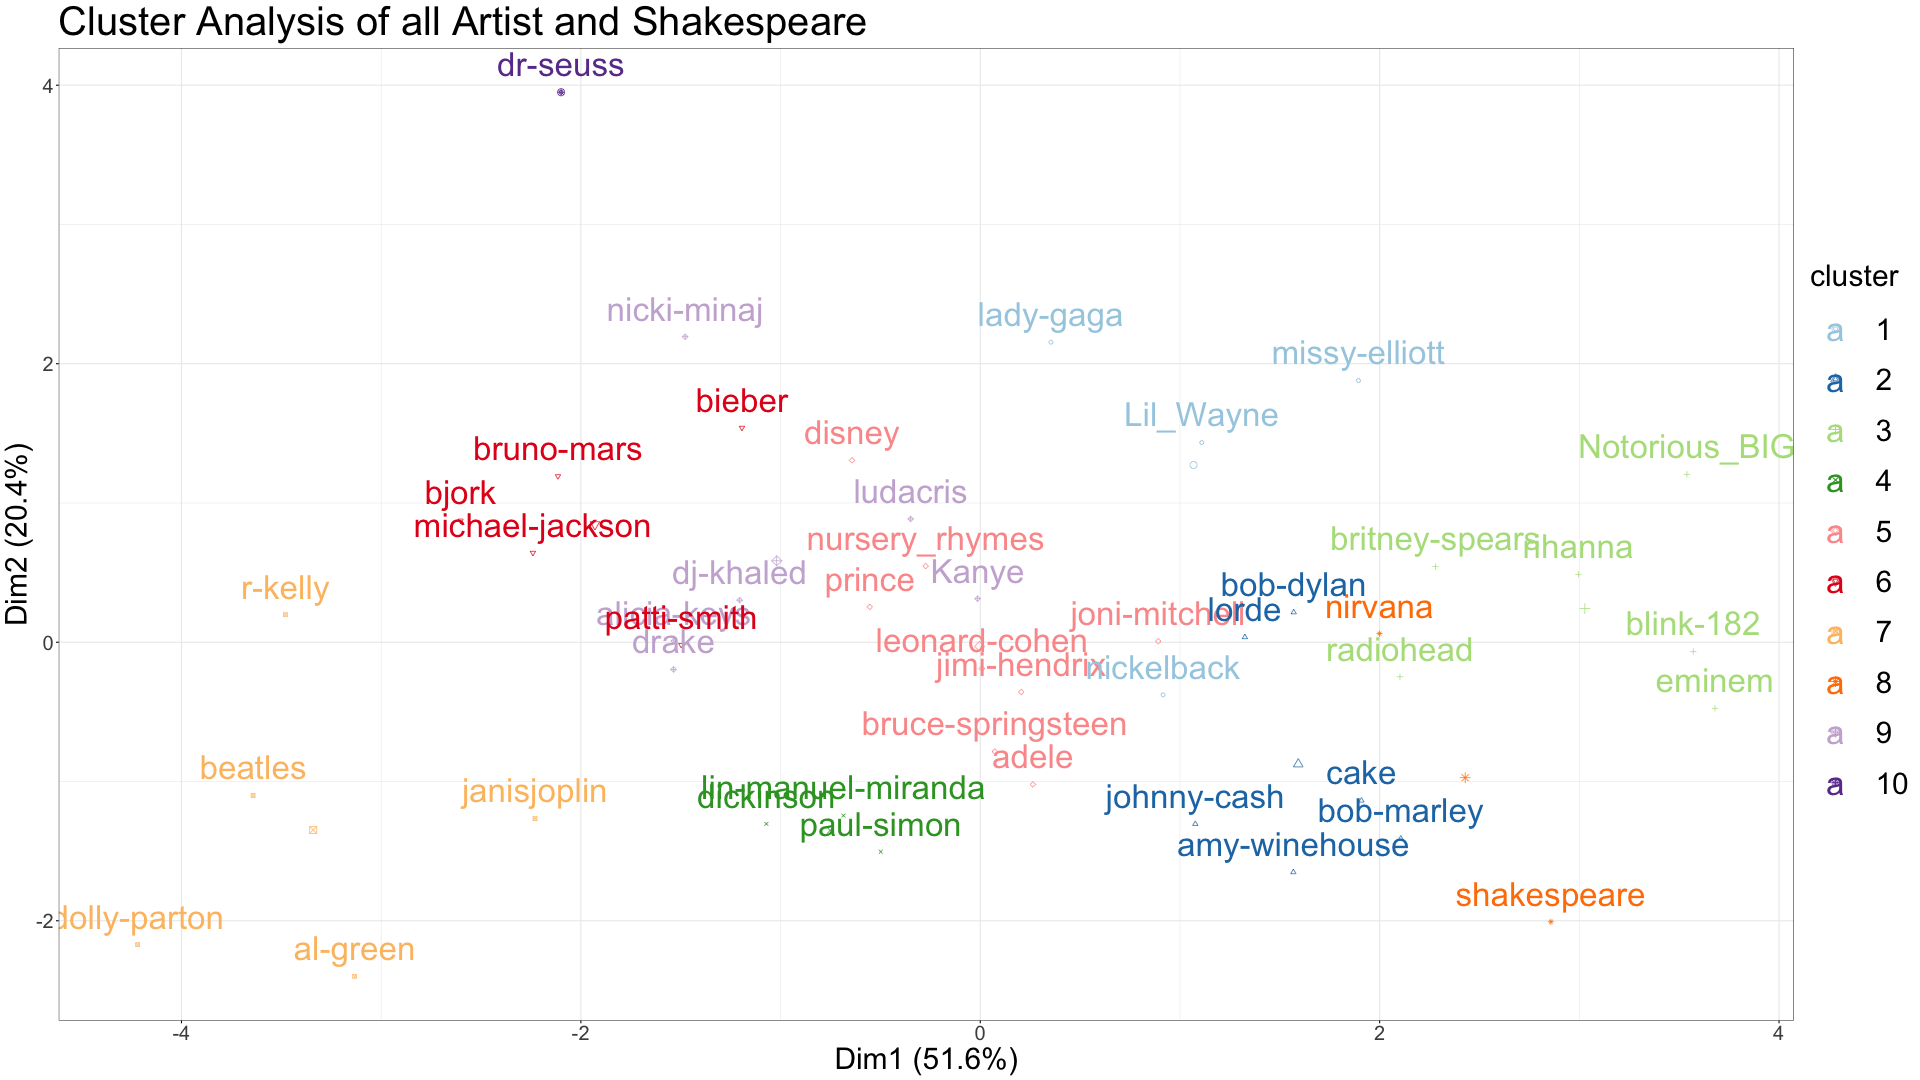 Cluster Analysis of all Artist and Shakespeare
dr-seuss
4
nicki-minaj
lady-gaga
missy-elliott
2
bieber
Lil_Wayne
disney
bruno-mars
Notorious_BIG
bjork
ludacris
michael-jackson
nursery_rhymes
britney-spears
rihanna
dj-khaled
prince
Kanye
r-kelly
bob-dylan
lorde
nirvana
alicia-keys
patti-smith
joni-mitchell
blink-182
drake
leonard-cohen
radiohead
0
jimi-hendrix
nickelback
eminem
bruce-springsteen
adele
beatles
janisjoplin
lin-manuel-miranda
dickinson
paul-simon
cake
johnny-cash
bob-marley
amy-winehouse
shakespeare
dolly-parton
-2
al-green
-4
-2
0
2
4
Dim1 (51.6%)
Dim2 (20.4%)
cluster
a 1
a 2
a 3
a 4
a 5
a 6
a 7
a 8
a 9
a 10